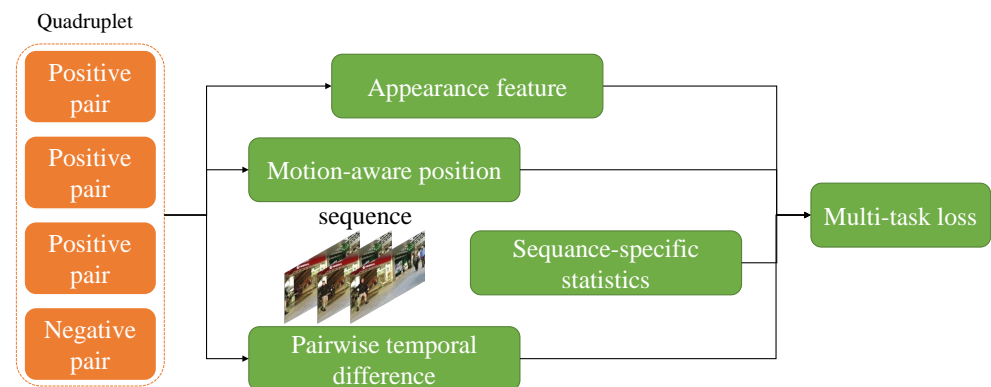 Quadruplet
Positive
pair
Positive
pair
Positive
pair
Negative
pair
Appearance feature
Motion-aware position
sequence
Sequance-specific
statistics
Pairwise temporal
difference
Multi-task loss